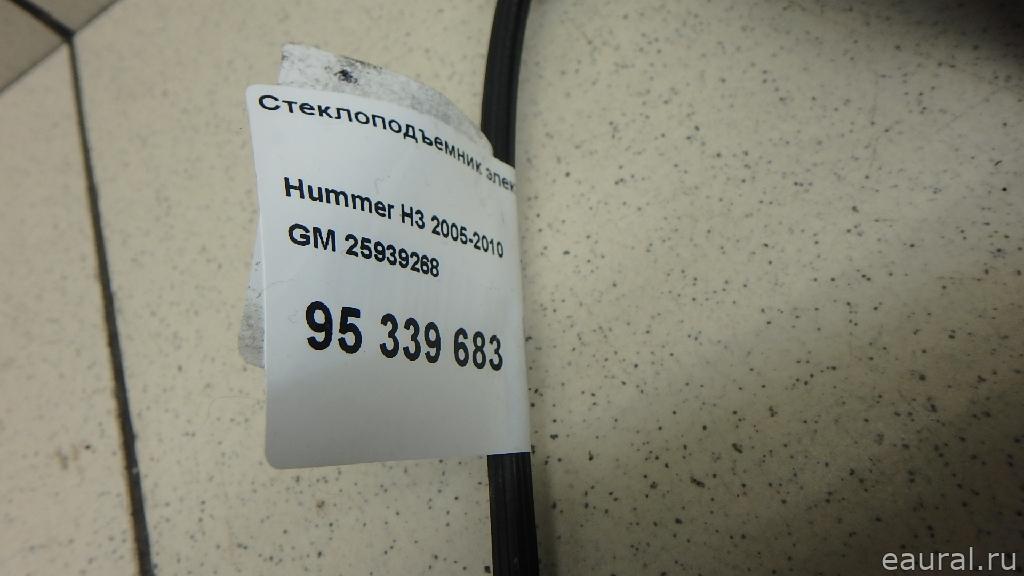 Стеклоподъемник элек
Hummer H3 2005-2010
GM 25939268
95 339 683
eaural.ru